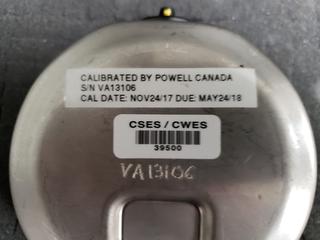 CALIBRATED BY POWELL CANADA
S/N VA13106
CAL DATE: NOV24/17 DUE: MAY24/18
CSES / CWES
39500
VA13106